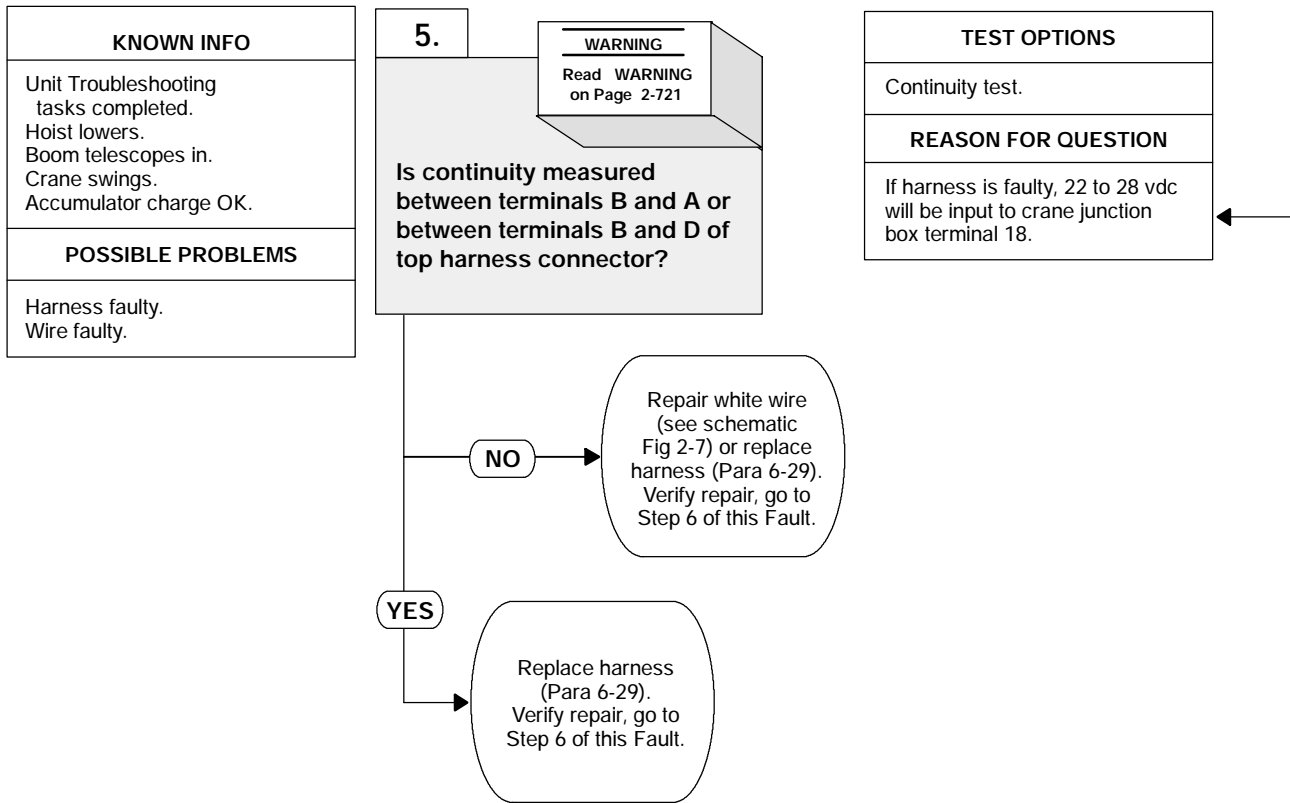 KNOWN INFO
Unit Troubleshooting
tasks completed.
Hoist lowers.
Boom telescopes in.
Crane swings.
Accumulator charge OK.
POSSIBLE PROBLEMS
Harness faulty.
Wire faulty.
5.
WARNING
Read WARNING
on Page 2-721
Is continuity measured
between terminals B and A or
between terminals B and D of
top harness connector?
TEST OPTIONS
Continuity test.
REASON FOR QUESTION
If harness is faulty, 22 to 28 vdc
will be input to crane junction
box terminal 18.
NO
Repair white wire
(see schematic
Fig 2-7) or replace
harness (Para 6-29).
Verify repair, go to
Step 6 of this Fault.
YES
Replace harness
(Para 6-29).
Verify repair, go to
Step 6 of this Fault.